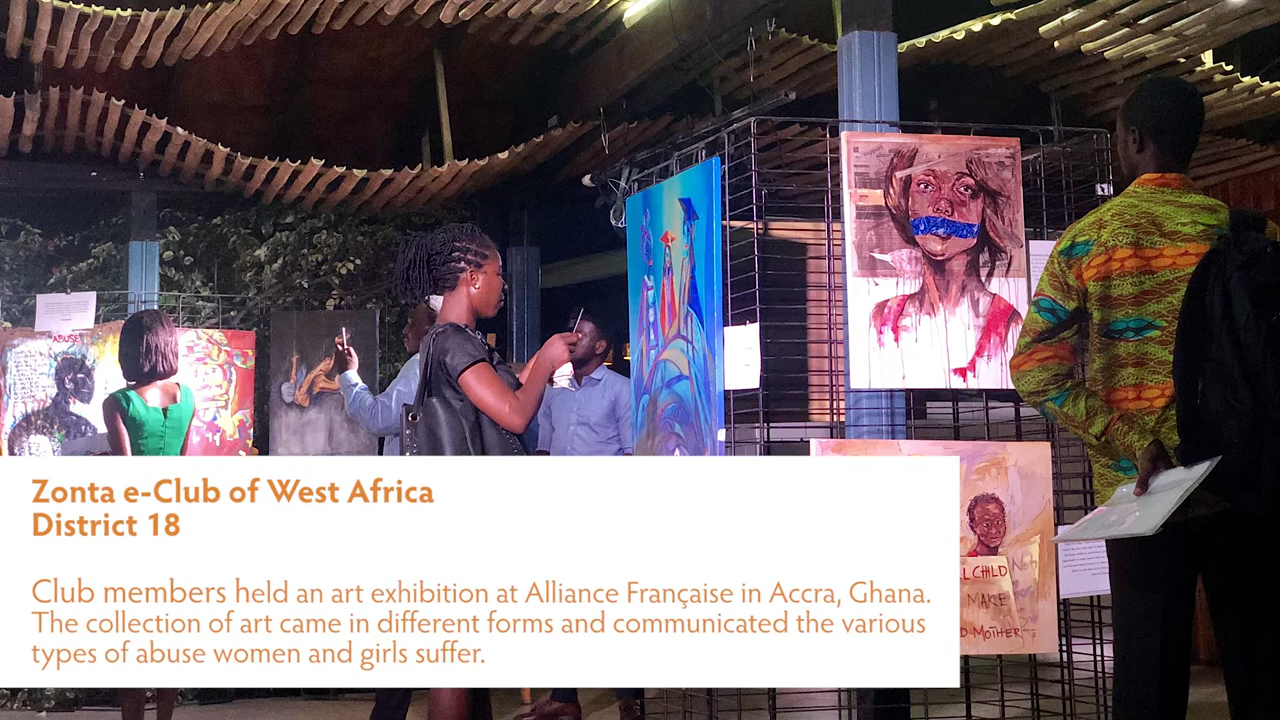 ABUSE
L CHILD
MAKE
D MOTHER
Zonta e-Club of West Africa
District 18
Club members held an art exhibition at Alliance Française in Accra, Ghana.
The collection of art came in different forms and communicated the various
types of abuse women and girls suffer.